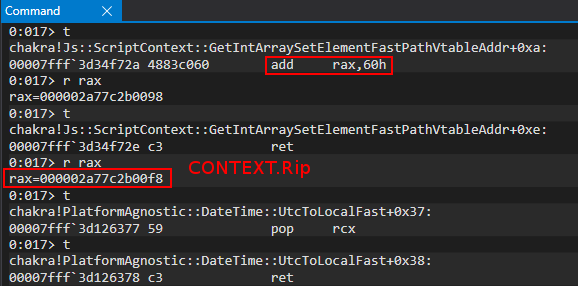 Command
0:017> t
chakra!Js::ScriptContext::GetIntArraySetElementFastPathVtableAddr+0xa:
00007fff`3d34f72a 4883c060 add rax,60h
0:017> r rax
rax=000002a77c2b0098
0:017> t
chakra!Js::ScriptContext::GetIntArraySetElementFastPathVtableAddr+0xe:
00007fff`3d34f72e c3 ret
0:017> r rax
CONTEXT.Rip
rax=000002a77c2b00f8
0:017> t
chakra!PlatformAgnostic::DateTime::UtcToLocalFast+0x37:
00007fff`3d126377 59 pop rcx
0:017> t
chakra!PlatformAgnostic::DateTime::UtcToLocalFast+0x38:
00007fff`3d126378 c3 ret